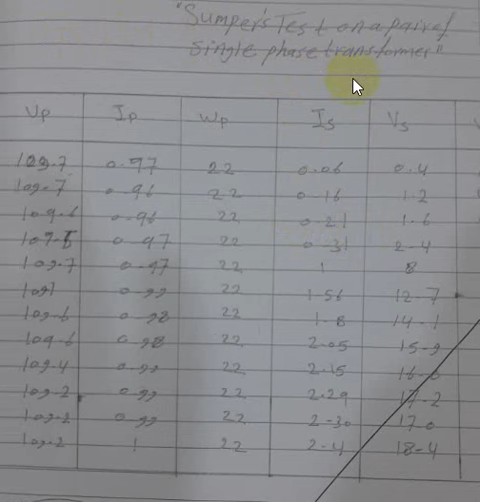 "Sumper's Test on a pair of
single phase transformer"
Vp Ip Wp Is Vs
109.7 0.97 22 0.06 0.4
109.7 0.96 22 0.16 1.2
109.6 0.96 22 0.21 1.6
109.5 0.97 22 0.31 2.4
109.7 0.97 22 1 8
109.1 0.99 22 1.56 12.7
109.6 0.98 22 1.8 14.1
109.6 0.98 22 2.05 15.9
109.4 0.99 22 2.15
109.2 0.99 22 2.29 17.2
109.2 0.99 22 2.30 17.0
109.2 1 22 2.4 18.4